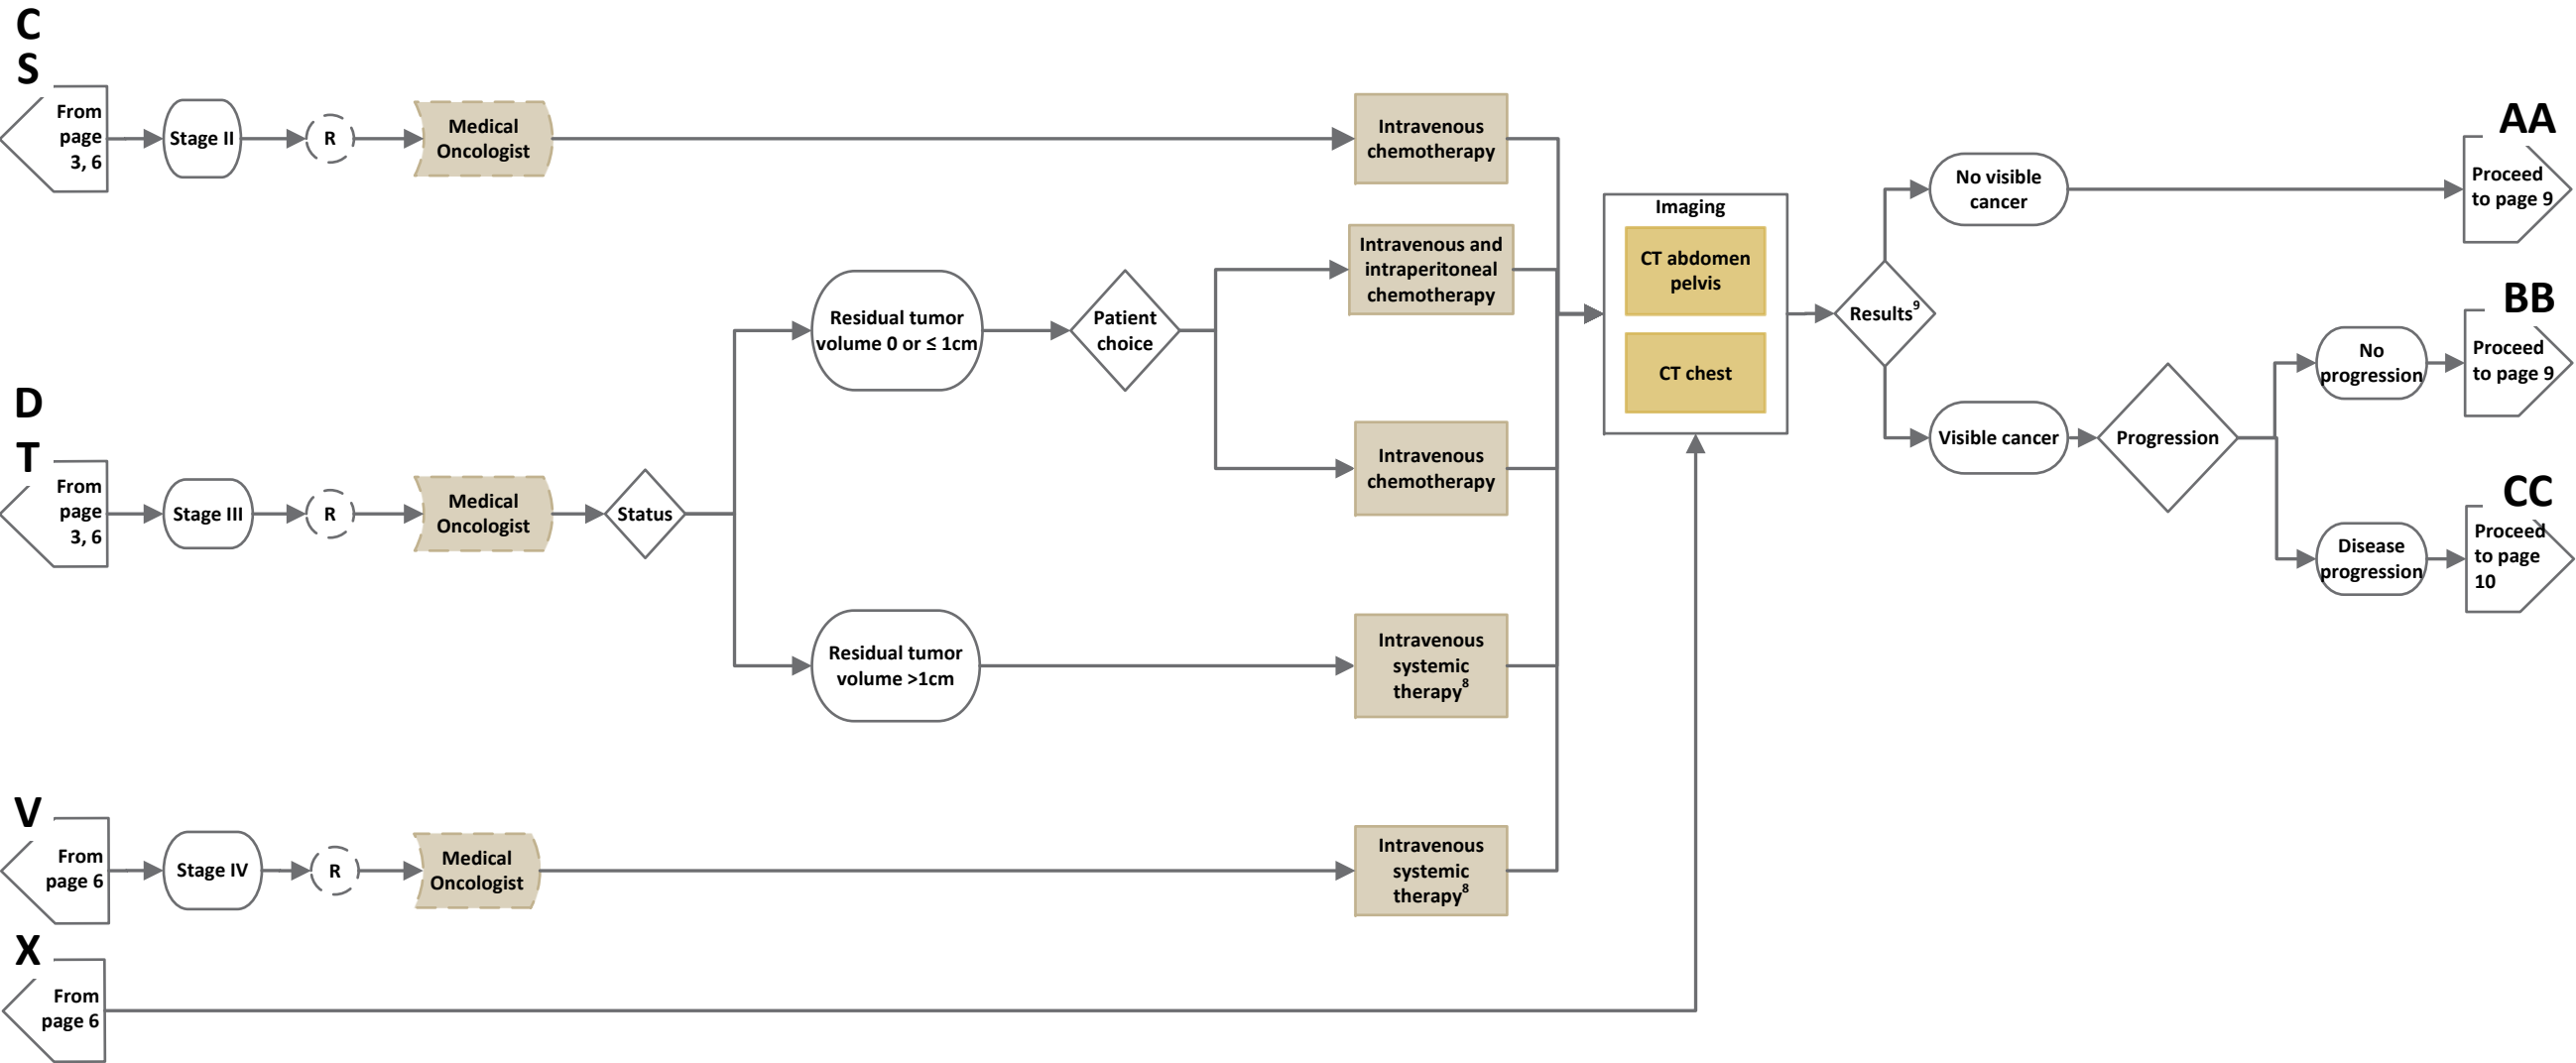 C
S
From
page
3, 6
Stage II
R
Medical
Oncologist
Intravenous
chemotherapy
D
T
From
page
3, 6
Stage III
R
Medical
Oncologist
Status
Residual tumor
volume 0 or ≤ 1cm
Patient
choice
Intravenous and
intraperitoneal
chemotherapy
Intravenous
chemotherapy
Residual tumor
volume >1cm
Intravenous
systemic
therapy8
V
From
page 6
Stage IV
R
Medical
Oncologist
Intravenous
systemic
therapy8
X
From
page 6
Imaging
CT abdomen
pelvis
CT chest
Results9
No visible
cancer
AA
Proceed
to page 9
Visible cancer
Progression
No
progression
BB
Proceed
to page 9
Disease
progression
CC
Proceed
to page
10